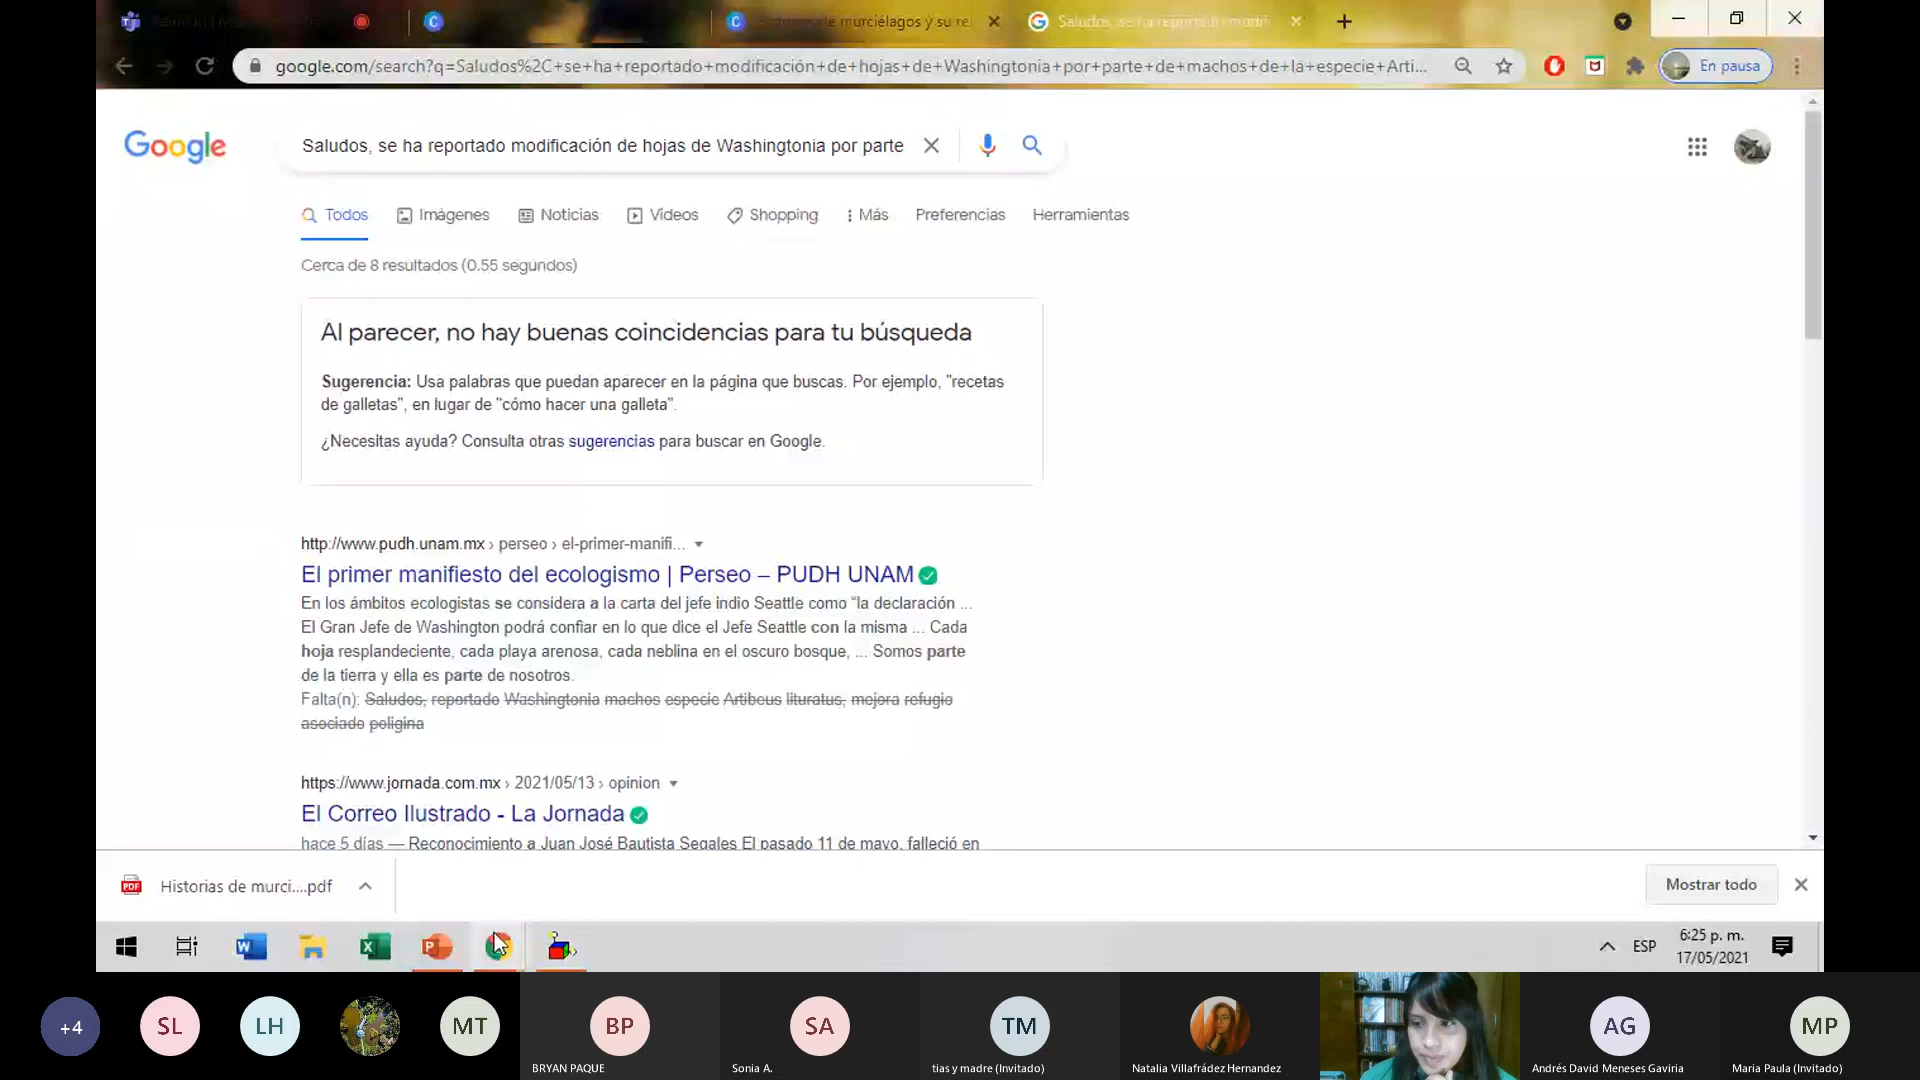 de murciélagos y su re
Saludos, se ha reportado modifi
google.com/search?q=Saludos%2C+se+ha+reportado+modificación+de+hojas+de+Washingtonia+por+parte+de+machos+de+la+especie+Arti...
En pausa
Google
Saludos, se ha reportado modificación de hojas de Washingtonia por parte
Todos
Imágenes
Noticias
Videos
Shopping
Más
Preferencias
Herramientas
Cerca de 8 resultados (0.55 segundos)
Al parecer, no hay buenas coincidencias para tu búsqueda
Sugerencia: Usa palabras que puedan aparecer en la página que buscas. Por ejemplo, "recetas
de galletas", en lugar de "cómo hacer una galleta".
¿Necesitas ayuda? Consulta otras sugerencias para buscar en Google.
http://www.pudh.unam.mx › perseo › el-primer-manifi...
El primer manifiesto del ecologismo | Perseo – PUDH UNAM
En los ámbitos ecologistas se considera a la carta del jefe indio Seattle como “la declaración ...
El Gran Jefe de Washington podrá confiar en lo que dice el Jefe Seattle con la misma ... Cada
hoja resplandeciente, cada playa arenosa, cada neblina en el oscuro bosque, ... Somos parte
de la tierra y ella es parte de nosotros.
Falta(n): Saludos, reportado Washingtonia machos especie Artibeus lituratus, mejora refugio
asociado poligina
https://www.jornada.com.mx › 2021/05/13 › opinion
El Correo Ilustrado - La Jornada
hace 5 días — Reconocimiento a Juan José Bautista Segales El pasado 11 de mayo, falleció en
PDF
Historias de murci....pdf
Mostrar todo
W
X
P
ESP
6:25 p. m.
17/05/2021
+4
SL
LH
MT
BP
SA
TM
AG
MP
BRYAN PAQUE
Sonia A.
tias y madre (Invitado)
Natalia Villafrádez Hernandez
Andrés David Meneses Gaviria
Maria Paula (Invitado)